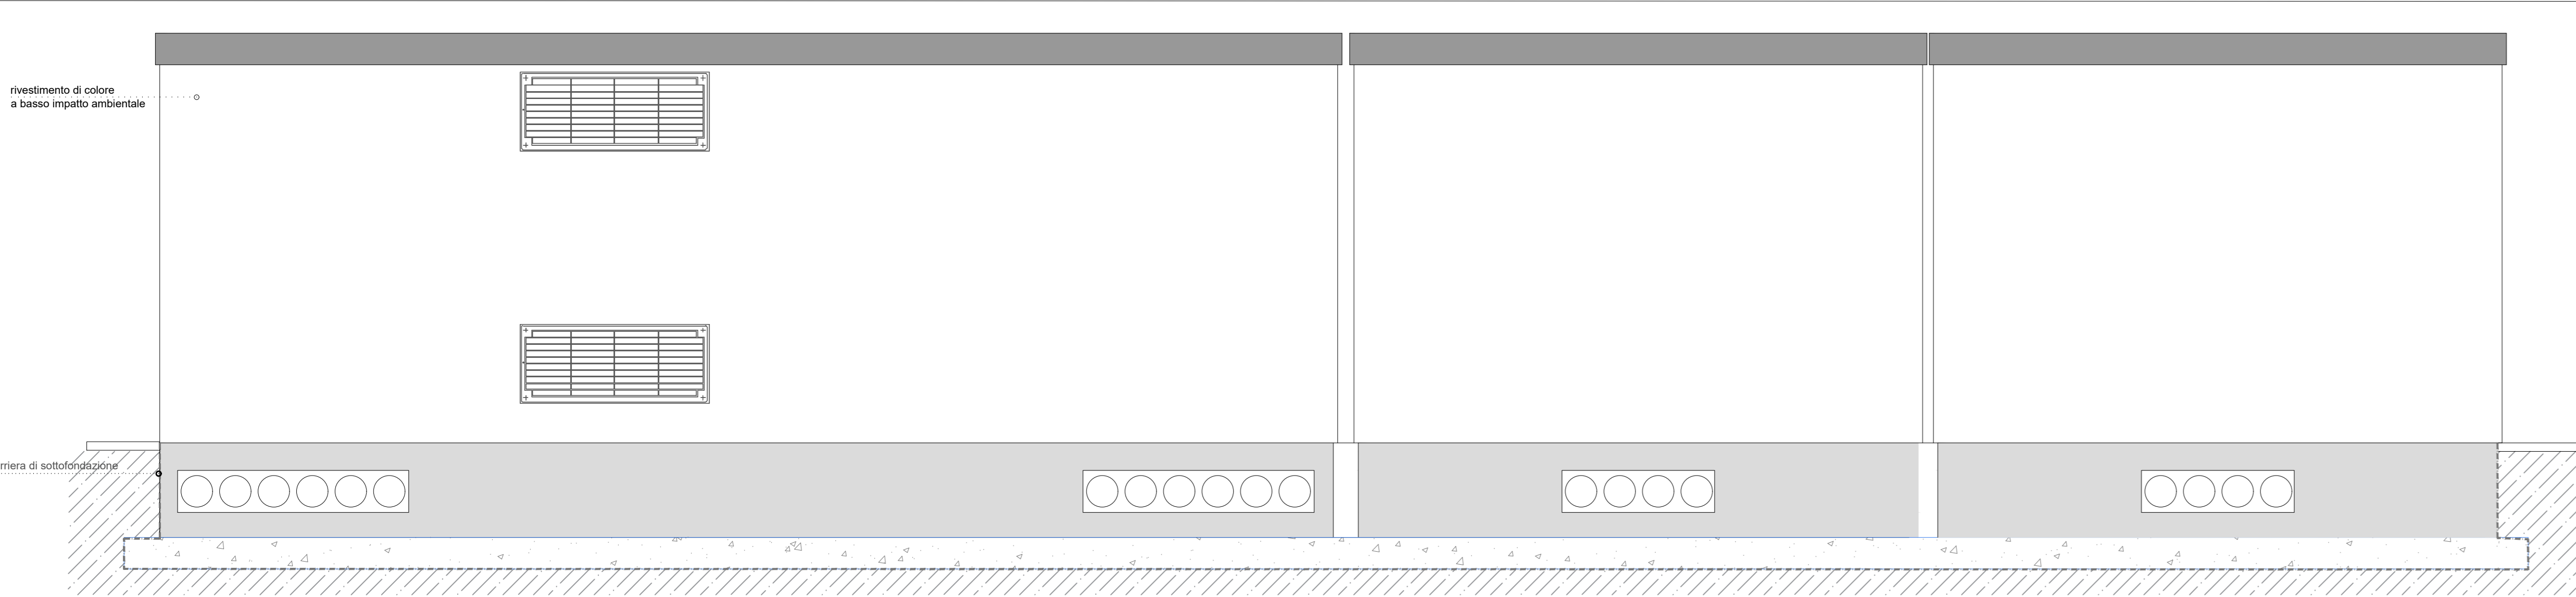 rivestimento di colore
a basso impatto ambientale
rriera di sottofondazione